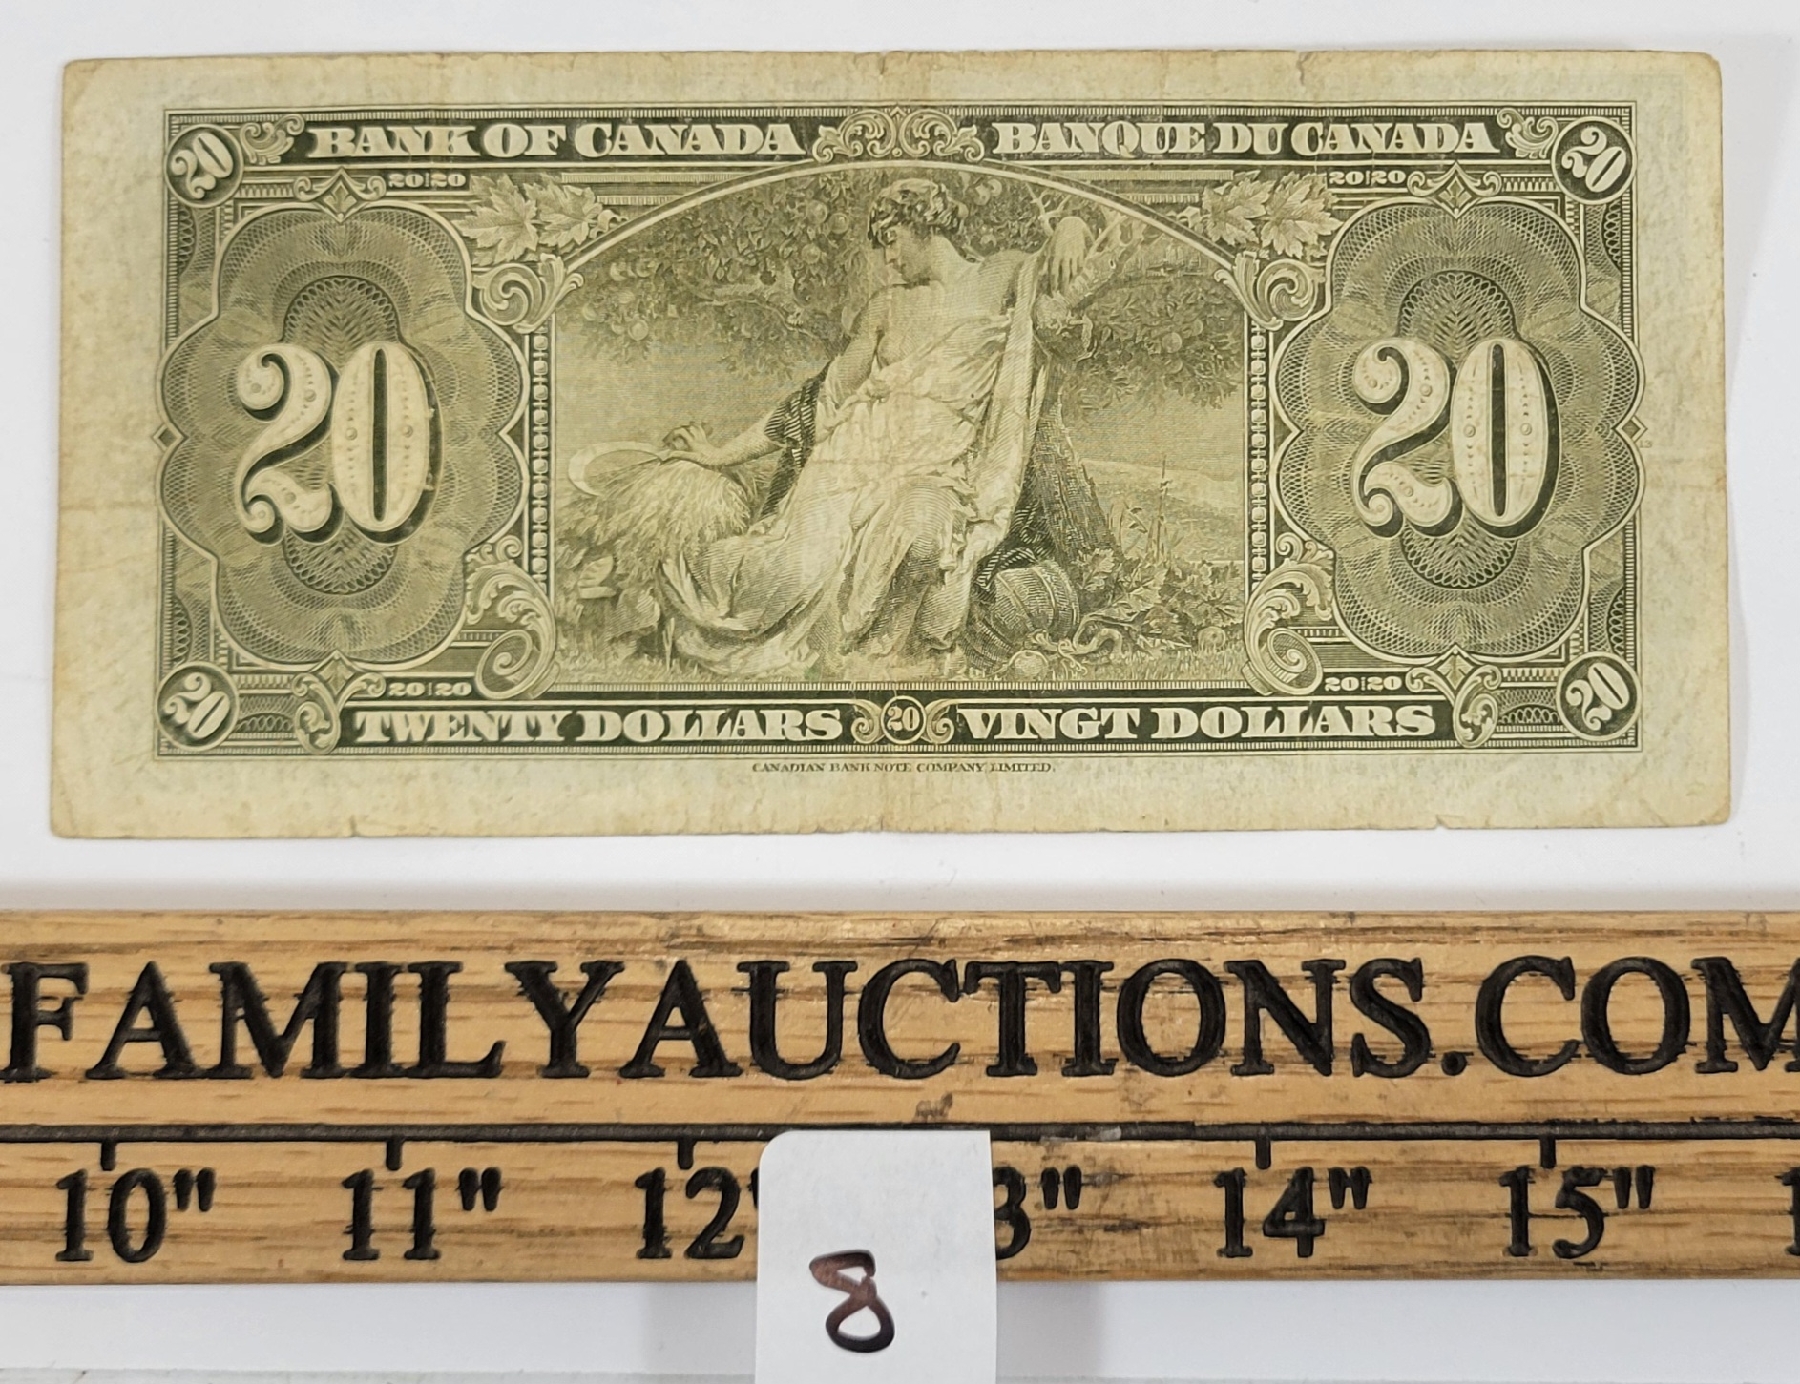 20 BANK OF CANADA BANQUE DU CANADA 20
20|20 20|20
20 20
20|20 20|20
20 TWENTY DOLLARS 20 VINGT DOLLARS 20
CANADIAN BANK NOTE COMPANY LIMITED.
FAMILYAUCTIONS.COM
10" 11" 12" 3" 14" 15" 1
8